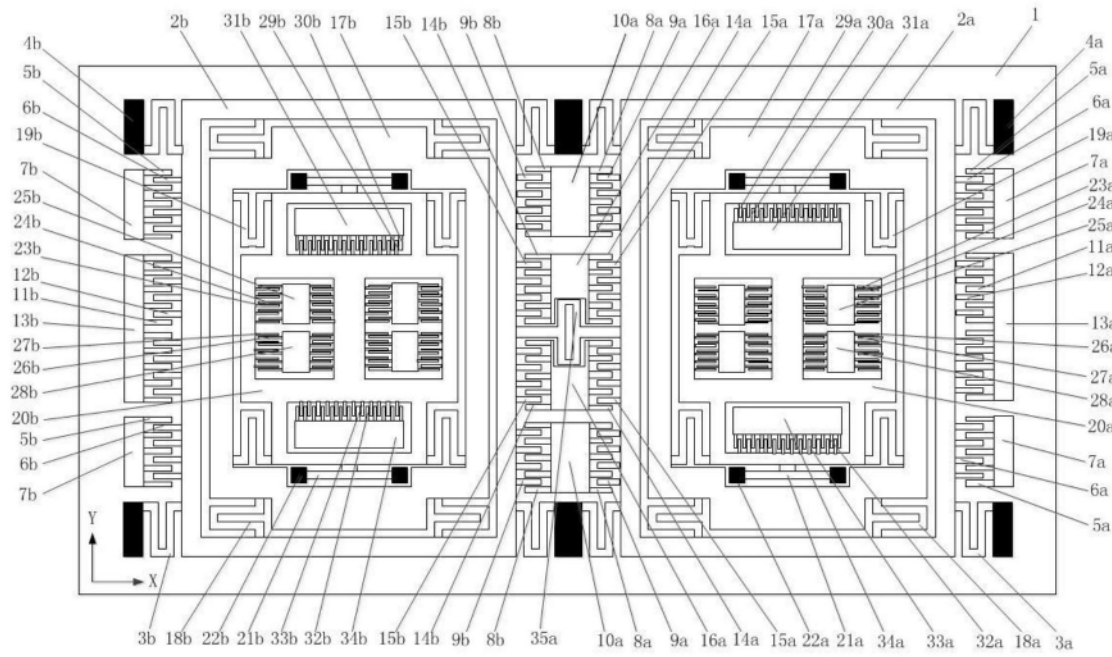 31b 29b 30b 17b 15b 14b 9b 8b 10a 8a 9a 16a 14a 15a 17a 29a 30a 31a 2a 1
2b
4b
5b
6b
19b
7b
25b
24b
23b
12b
11b
13b
27b
26b
28b
20b
5b
6b
7b
4a
5a
6a
19a
7a
23a
24a
25a
11a
12a
13a
26a
27a
28a
20a
7a
6a
5a
Y
X
3b 18b 22b 21b 33b 32b 34b 15b 14b 9b 8b 35a 10a 8a 9a 16a 14a 15a 22a 21a 34a 33a 32a 18a 3a